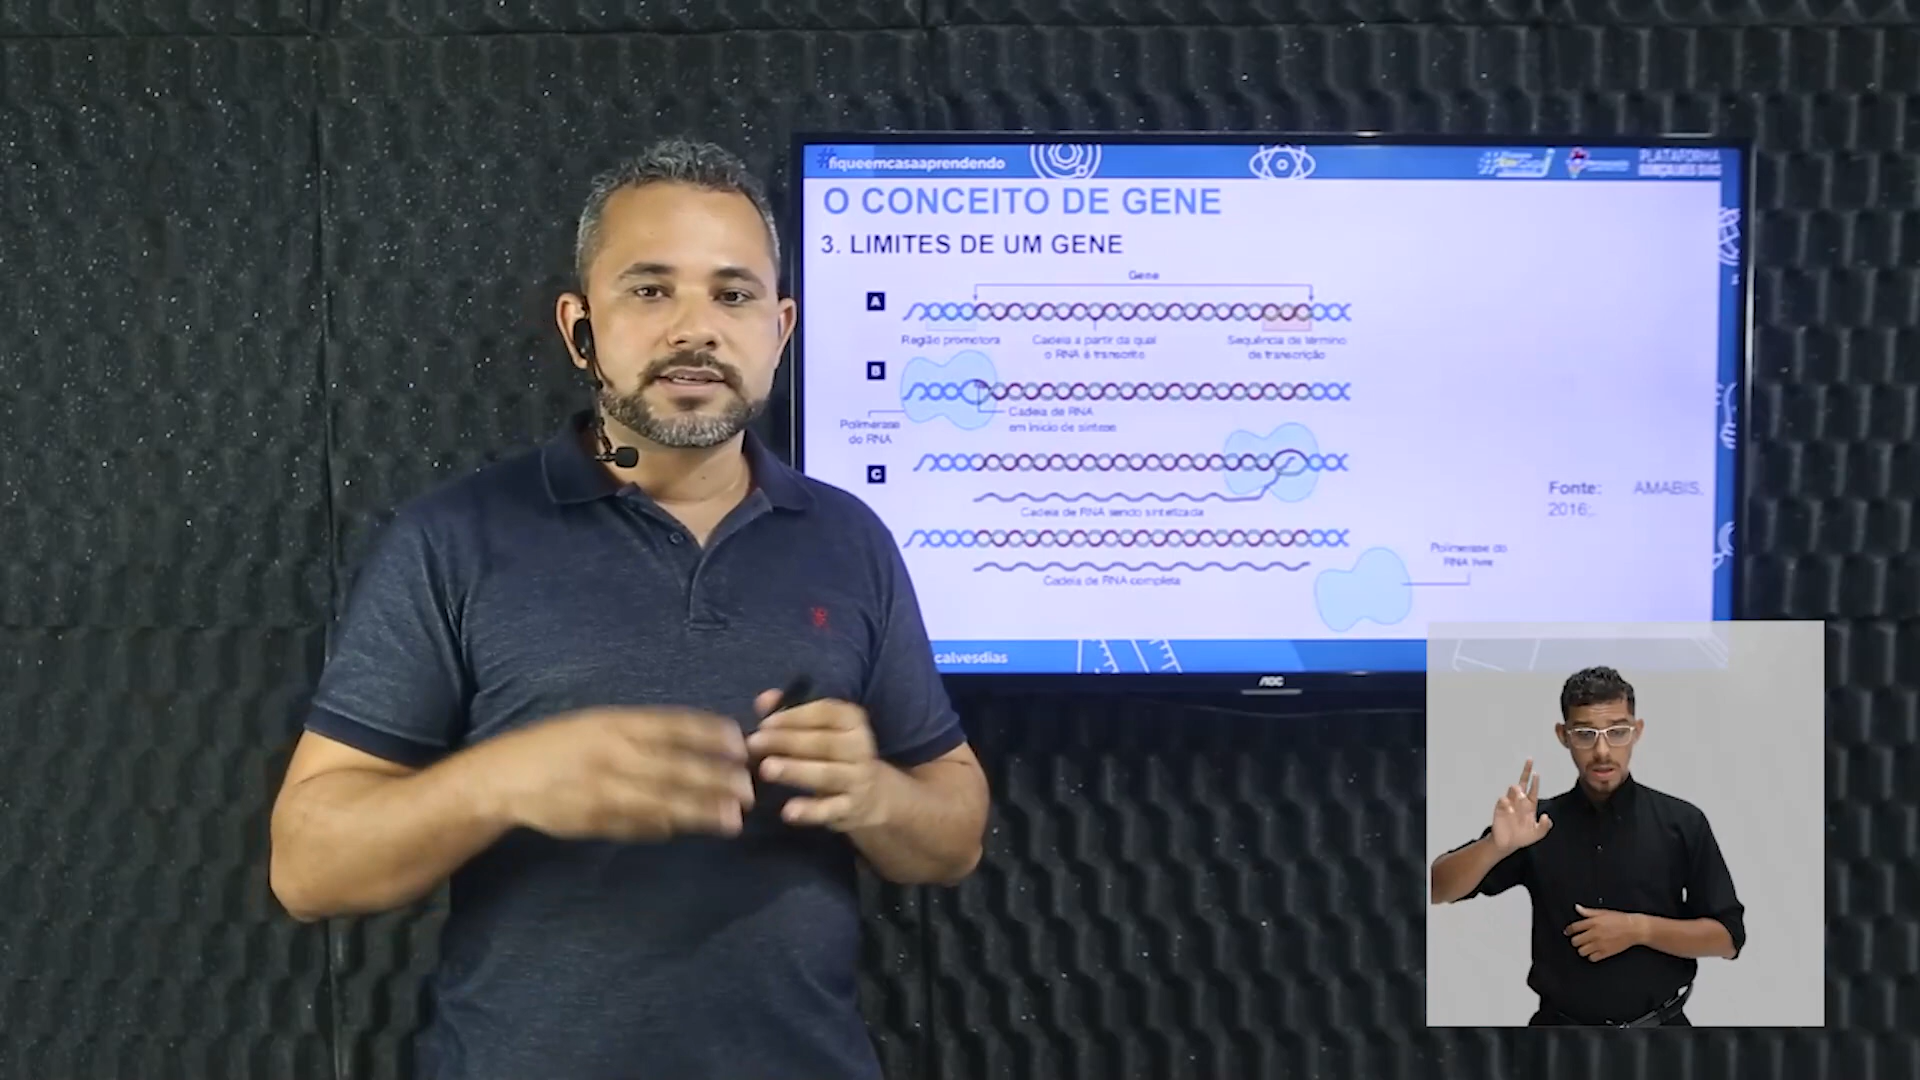 #fiqueemcasaaprendendo
PLATAFORMA
GONÇALVES DIAS
O CONCEITO DE GENE
3. LIMITES DE UM GENE
Gene
A
Região promotora
Cadeia a partir da qual
o RNA é transcrito
Sequência de término
de transcrição
B
Polimerase
do RNA
Cadeia de RNA
em início de síntese
C
Cadeia de RNA sendo sintetizada
Fonte: AMABIS,
2016;.
Cadeia de RNA completa
Polimerase do
RNA livre
calvesdias
AOC